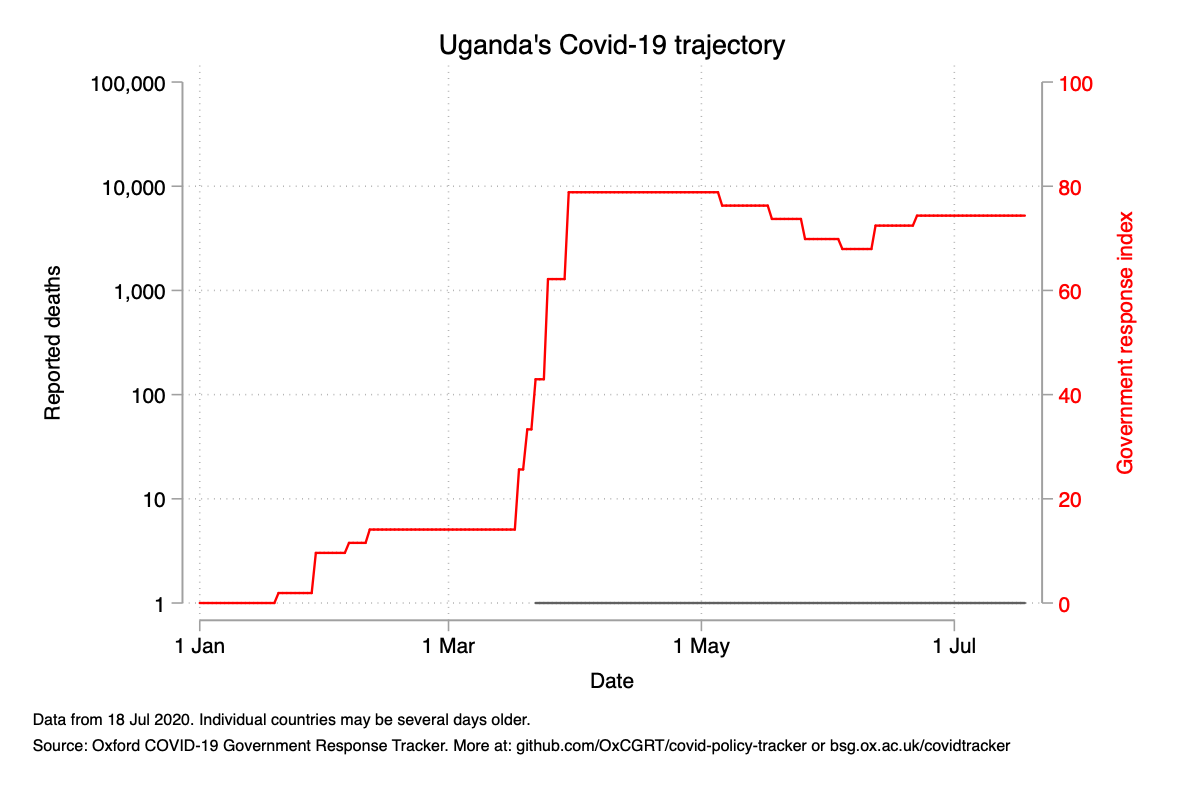 Uganda's Covid-19 trajectory
100,000
10,000
1,000
100
10
1
Reported deaths
100
80
60
40
20
0
Government response index
1 Jan
1 Mar
1 May
1 Jul
Date
Data from 18 Jul 2020. Individual countries may be several days older.
Source: Oxford COVID-19 Government Response Tracker. More at: github.com/OxCGRT/covid-policy-tracker or bsg.ox.ac.uk/covidtracker